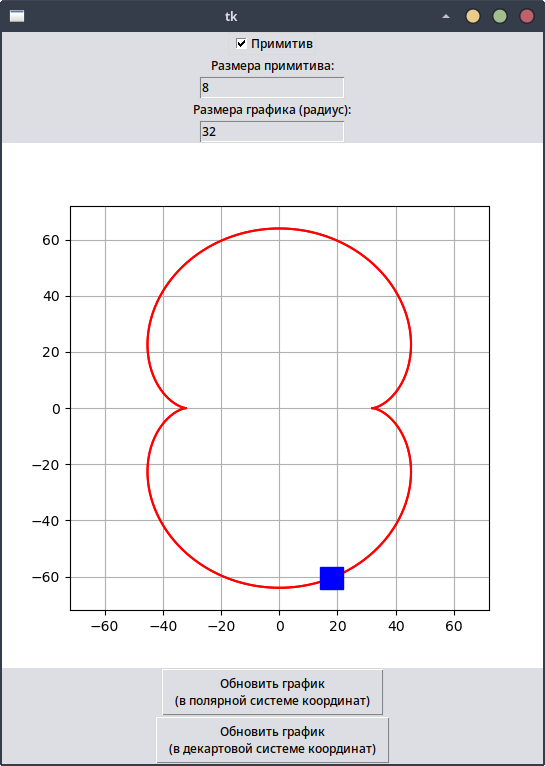 tk
Примитив
Размера примитива:
8
Размера графика (радиус):
32
60
40
20
0
−20
−40
−60
−60 −40 −20 0 20 40 60
Обновить график
(в полярной системе координат)
Обновить график
(в декартовой системе координат)